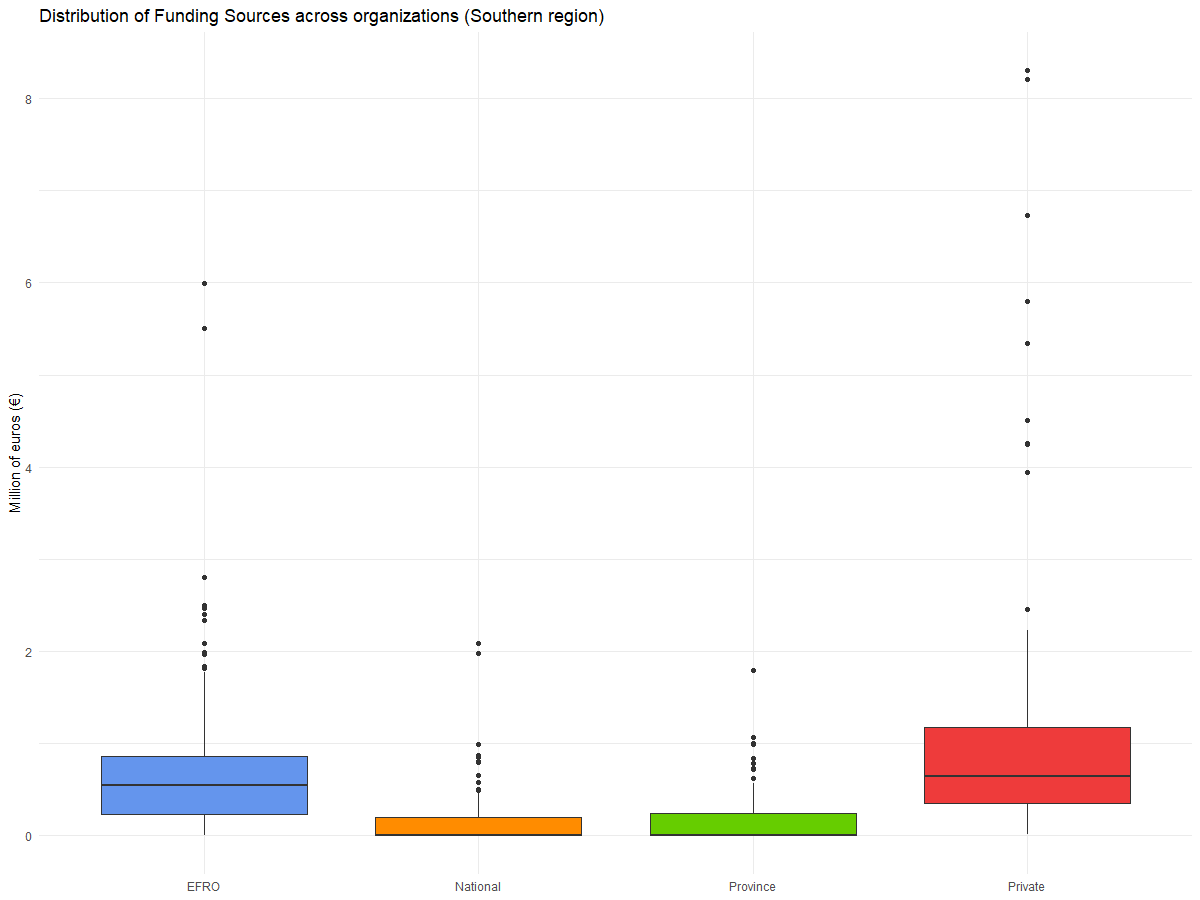 Distribution of Funding Sources across organizations (Southern region)
Million of euros (€)
8
6
4
2
0
EFRO
National
Province
Private